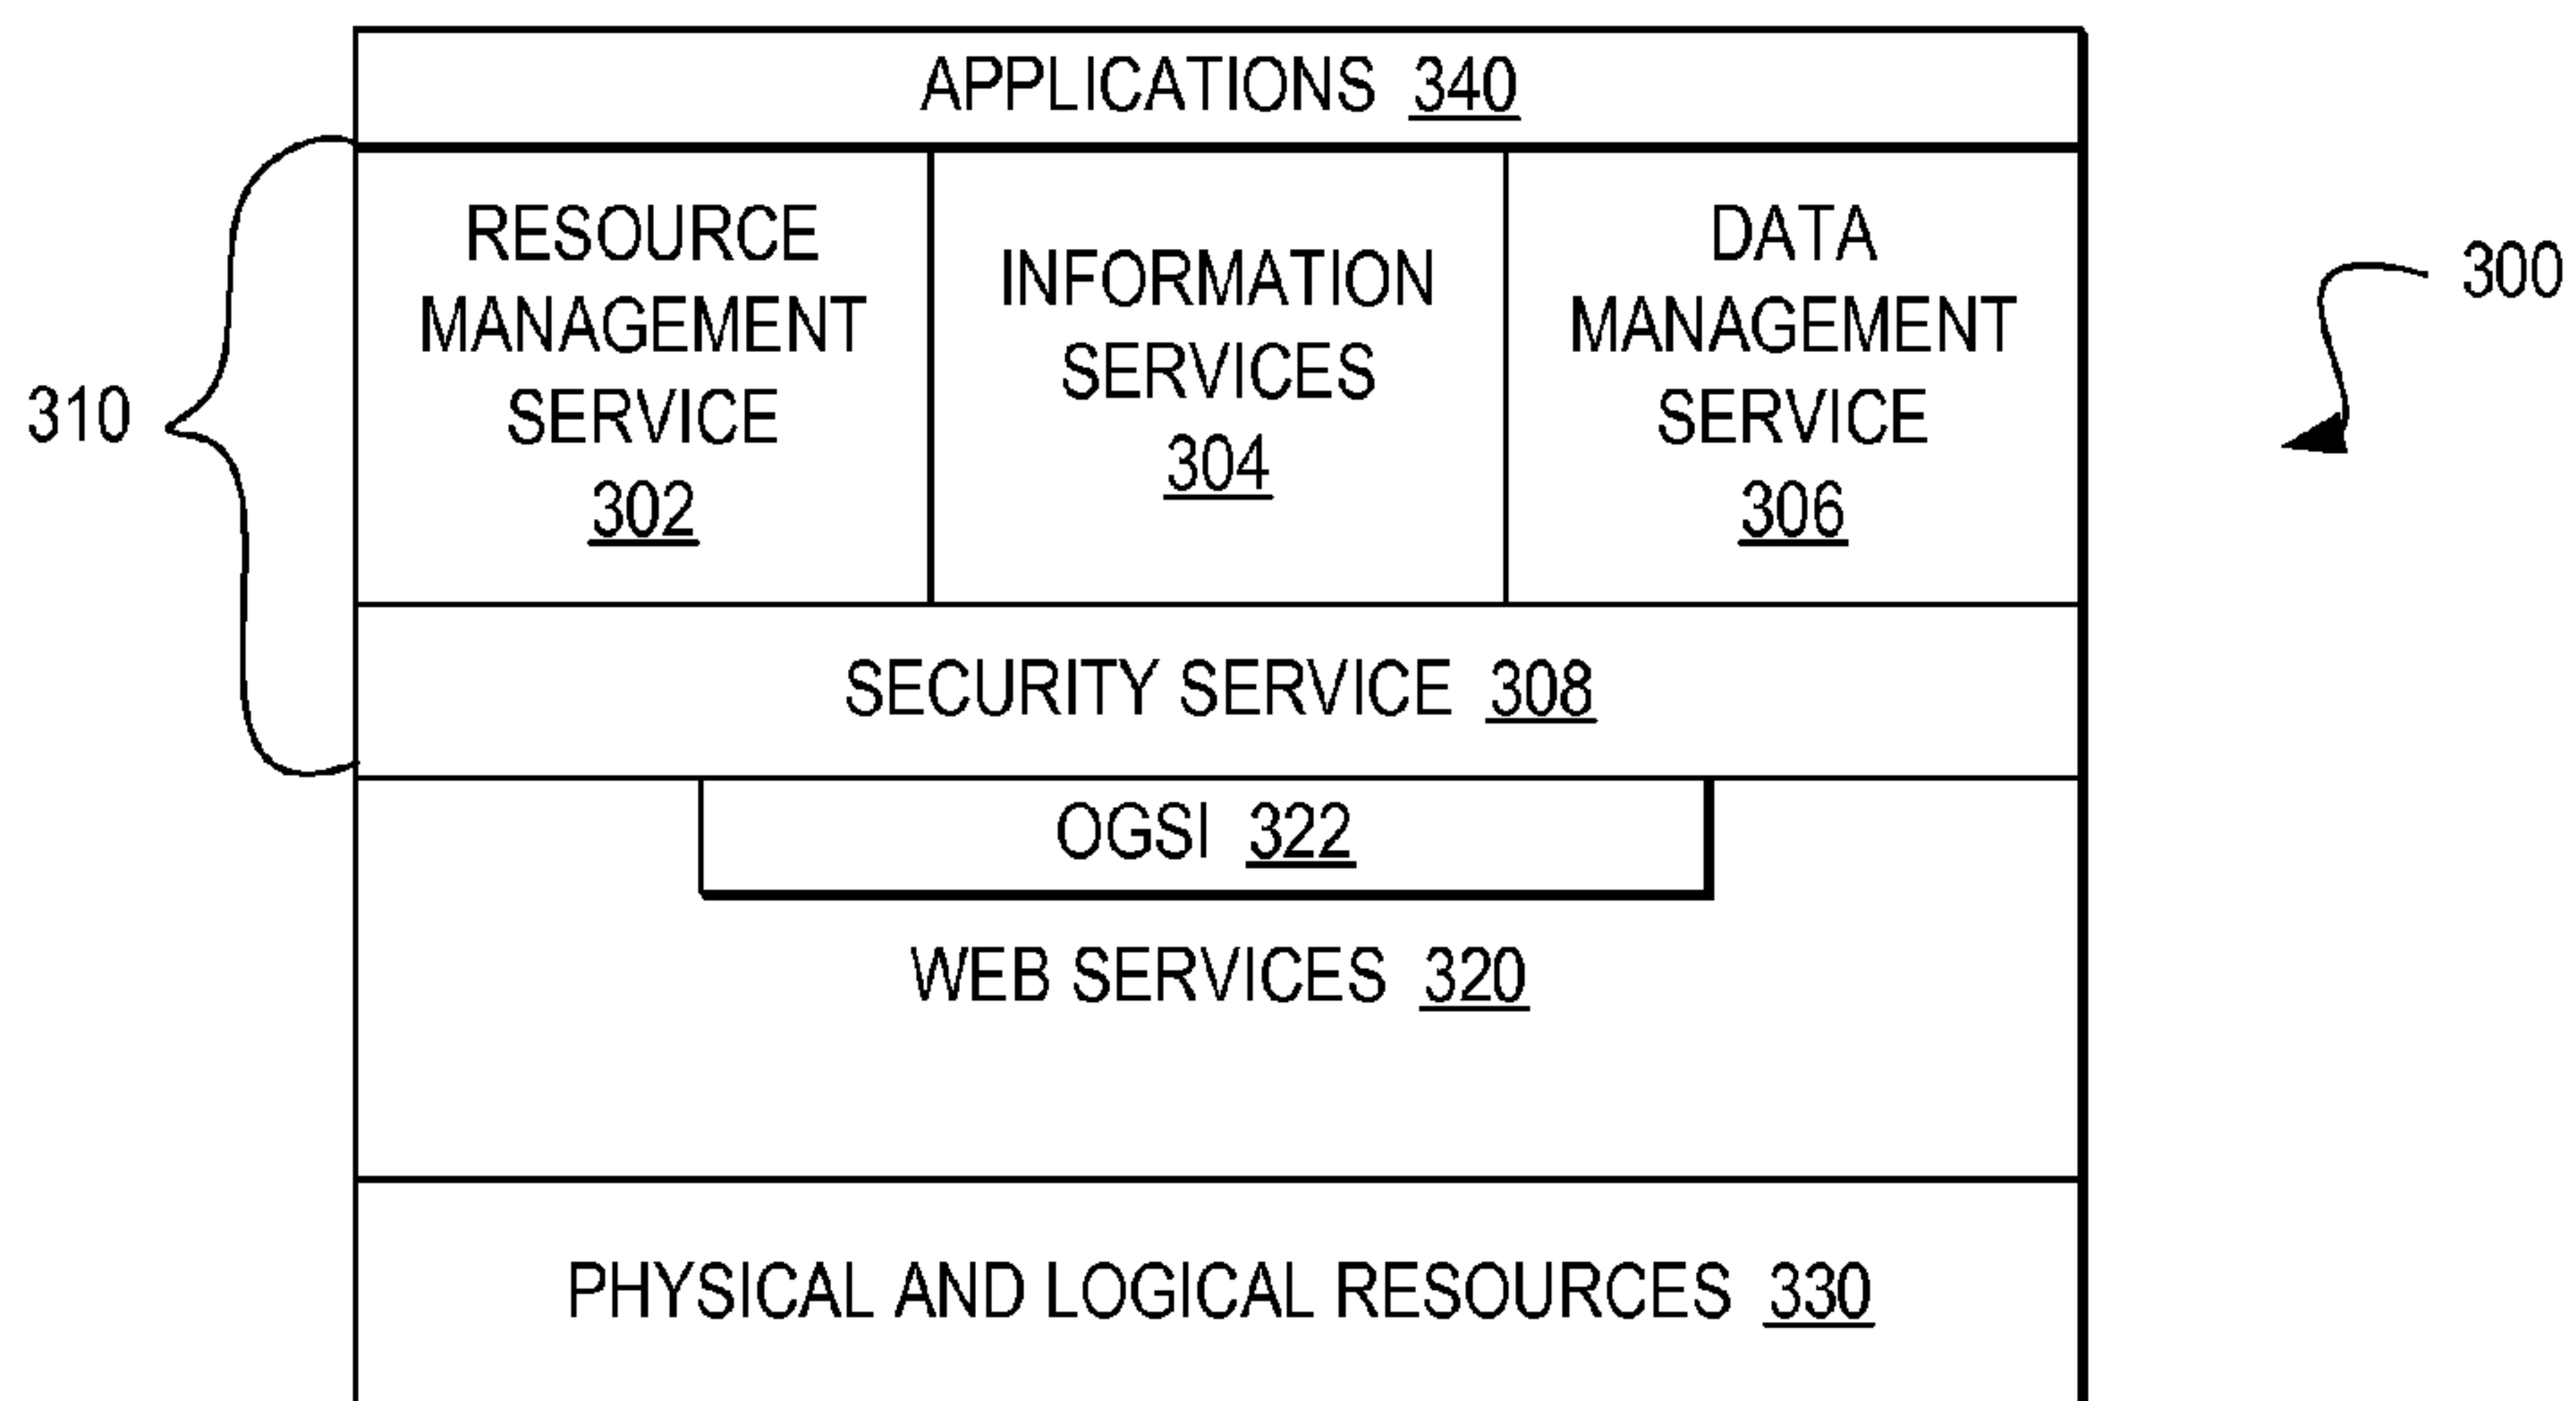 APPLICATIONS 340
RESOURCE
MANAGEMENT
SERVICE
302
INFORMATION
SERVICES
304
DATA
MANAGEMENT
SERVICE
306
300
310
SECURITY SERVICE 308
OGSI 322
WEB SERVICES 320
PHYSICAL AND LOGICAL RESOURCES 330